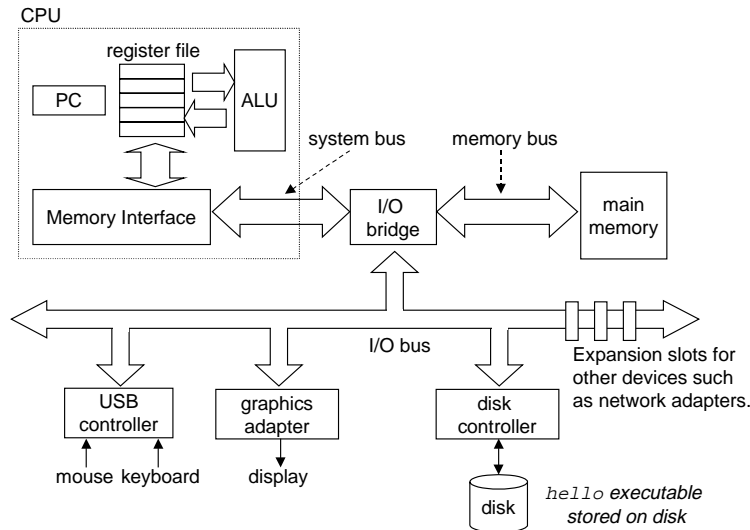 CPU
register file
PC
ALU
system bus
memory bus
Memory Interface
I/O
bridge
main
memory
I/O bus
Expansion slots for
other devices such
as network adapters.
USB
controller
graphics
adapter
disk
controller
mouse
keyboard
display
disk
hello executable
stored on disk